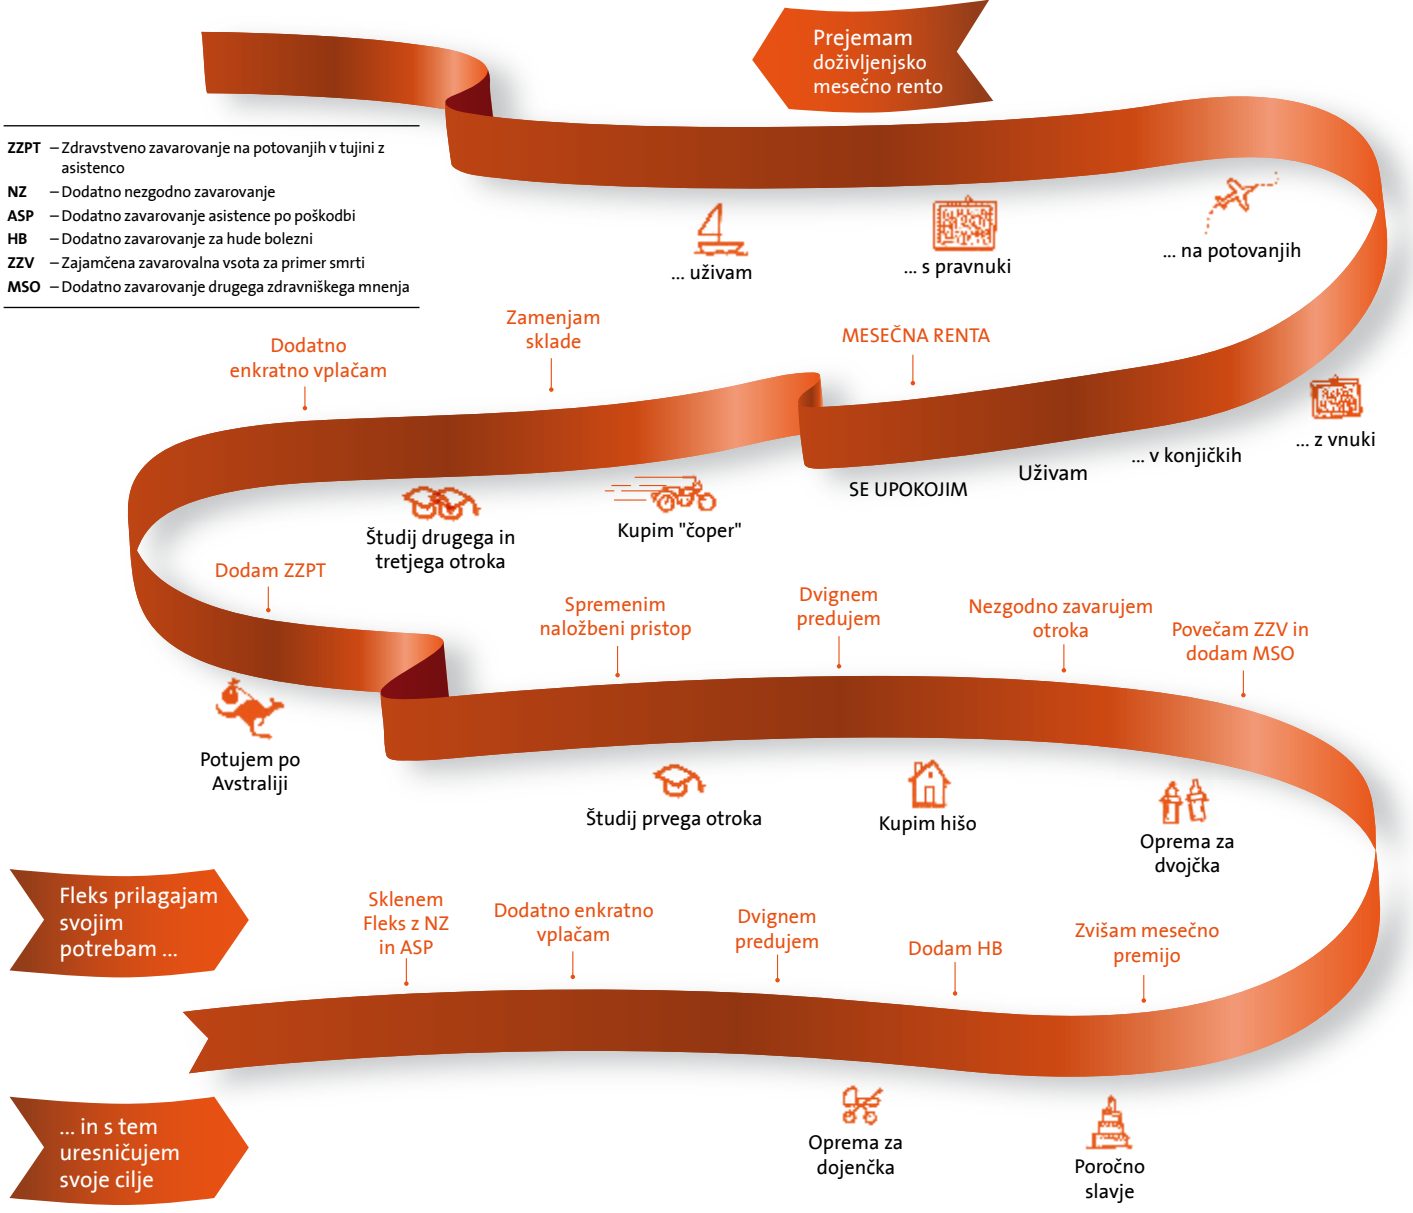 Prejemam
doživljenjsko
mesečno rento
ZZPT – Zdravstveno zavarovanje na potovanjih v tujini z
asistenco
NZ – Dodatno nezgodno zavarovanje
ASP – Dodatno zavarovanje asistence po poškodbi
HB – Dodatno zavarovanje za hude bolezni
ZZV – Zajamčena zavarovalna vsota za primer smrti
MSO – Dodatno zavarovanje drugega zdravniškega mnenja
... uživam
... s pravnuki
... na potovanjih
Dodatno
enkratno vplačam
Zamenjam
sklade
MESEČNA RENTA
... z vnuki
... v konjičkih
Uživam
SE UPOKOJIM
Študij drugega in
tretjega otroka
Kupim "čoper"
Dodam ZZPT
Spremenim
naložbeni pristop
Dvignem
predujem
Nezgodno zavarujem
otroka
Povečam ZZV in
dodam MSO
Potujem po
Avstraliji
Študij prvega otroka
Kupim hišo
Oprema za
dvojčka
Fleks prilagajam
svojim
potrebam ...
Sklenem
Fleks z NZ
in ASP
Dodatno enkratno
vplačam
Dvignem
predujem
Dodam HB
Zvišam mesečno
premijo
... in s tem
uresničujem
svoje cilje
Oprema za
dojenčka
Poročno
slavje